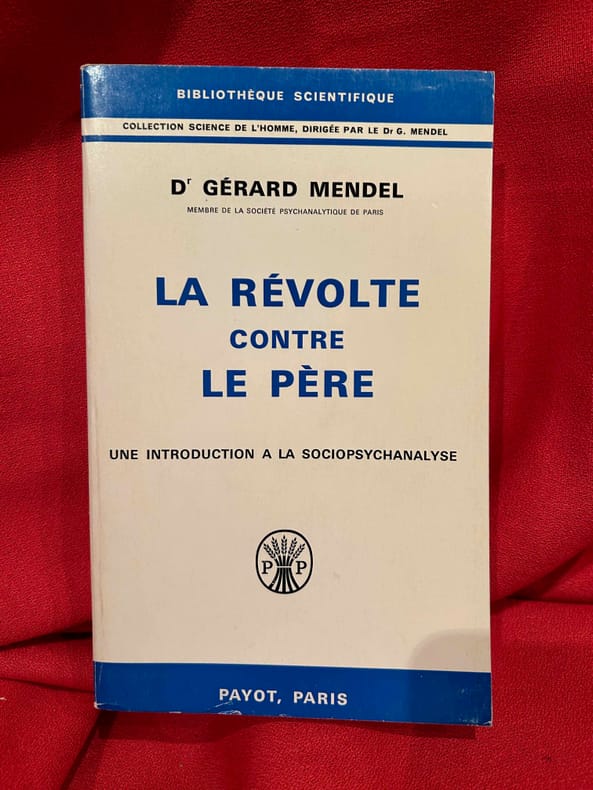 BIBLIOTHÈQUE SCIENTIFIQUE
COLLECTION SCIENCE DE L'HOMME, DIRIGÉE PAR LE Dr G. MENDEL
Dr GÉRARD MENDEL
MEMBRE DE LA SOCIÉTÉ PSYCHANALYTIQUE DE PARIS
LA RÉVOLTE
CONTRE
LE PÈRE
UNE INTRODUCTION A LA SOCIOPSYCHANALYSE
P P
PAYOT, PARIS